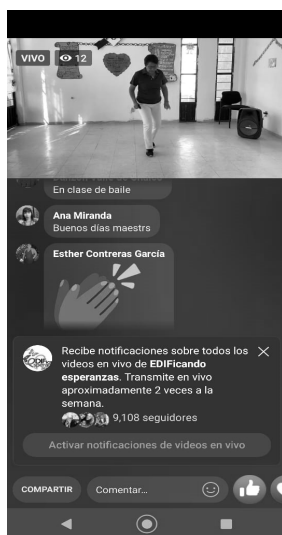 VIVO 12
En clase de baile
Ana Miranda
Buenos días maestrs
Esther Contreras García
Recibe notificaciones sobre todos los
videos en vivo de EDIFicando
esperanzas. Transmite en vivo
aproximadamente 2 veces a la
semana.
9,108 seguidores
Activar notificaciones de videos en vivo
COMPARTIR Comentar...